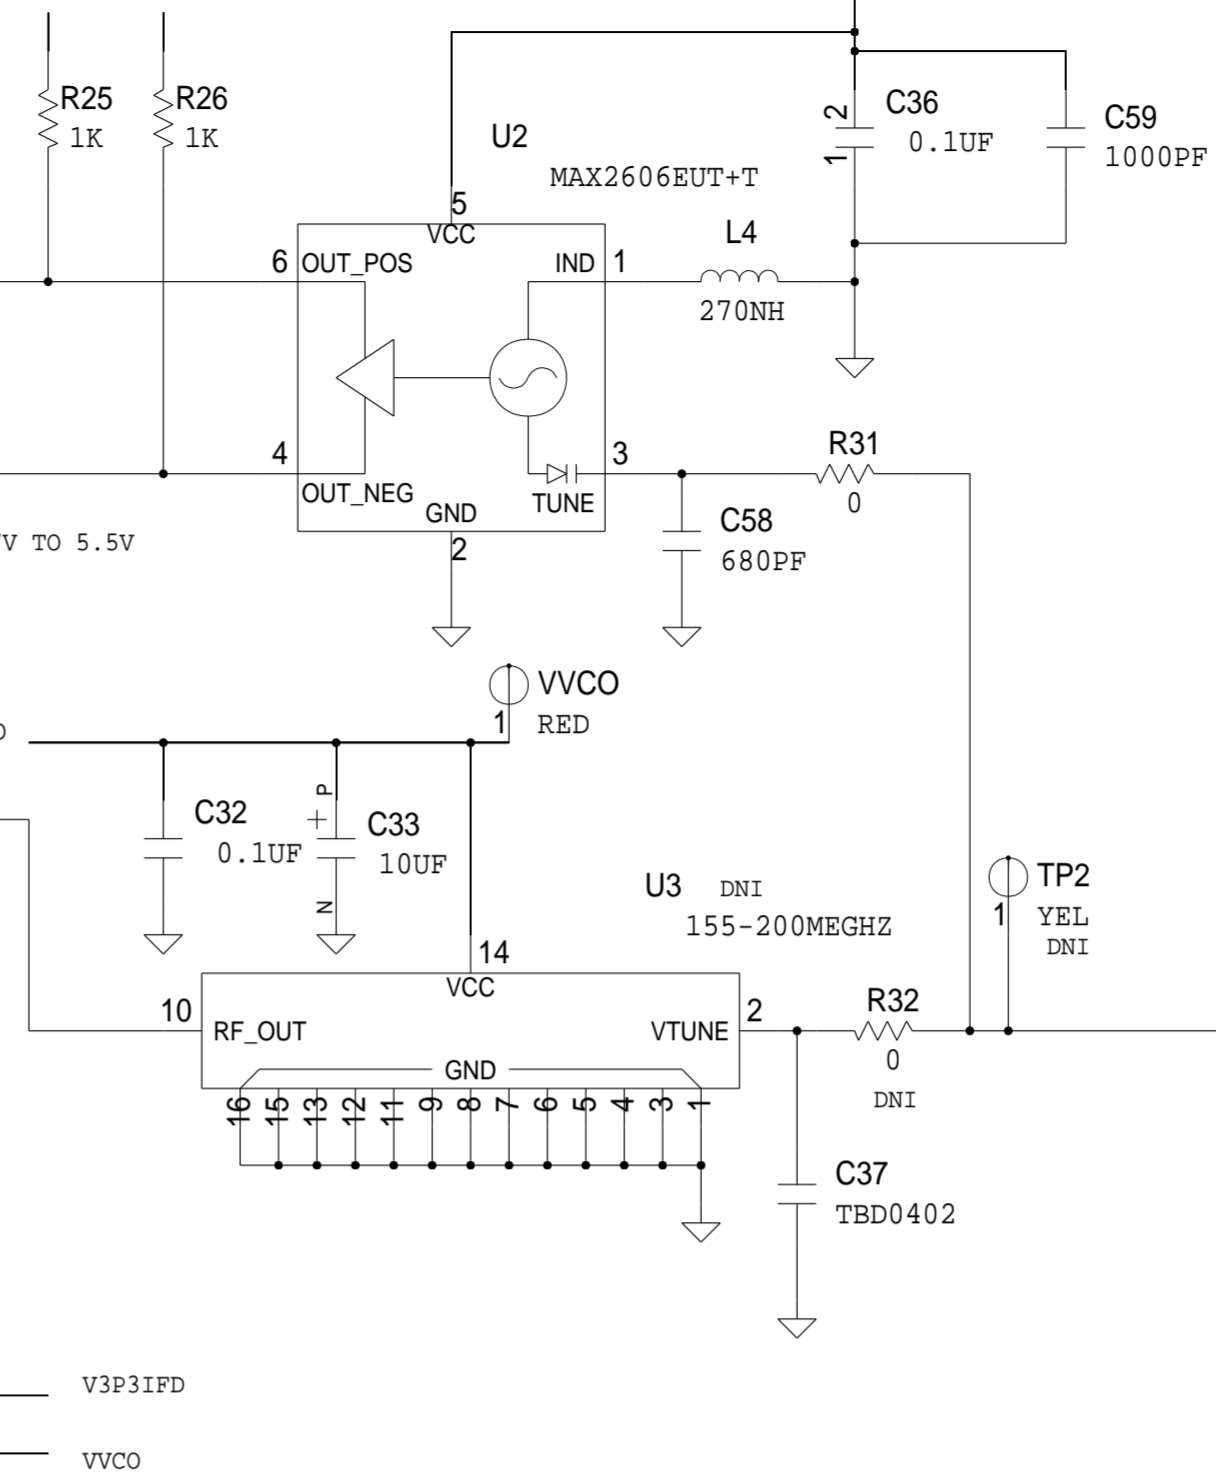 R25
1K
R26
1K
U2
MAX2606EUT+T
C36
0.1UF
2
1
C59
1000PF
L4
270NH
5
VCC
6
OUT_POS
IND
1
4
OUT_NEG
GND
2
TUNE
3
R31
0
C58
680PF
V TO 5.5V
VVCO
1
RED
C32
0.1UF
P
+
C33
10UF
N
U3
DNI
155-200MEGHZ
TP2
1
YEL
DNI
14
VCC
10
RF_OUT
VTUNE
2
R32
0
DNI
GND
16 15 13 12 11 9 8 7 6 5 4 3 1
C37
TBD0402
V3P3IFD
VVCO